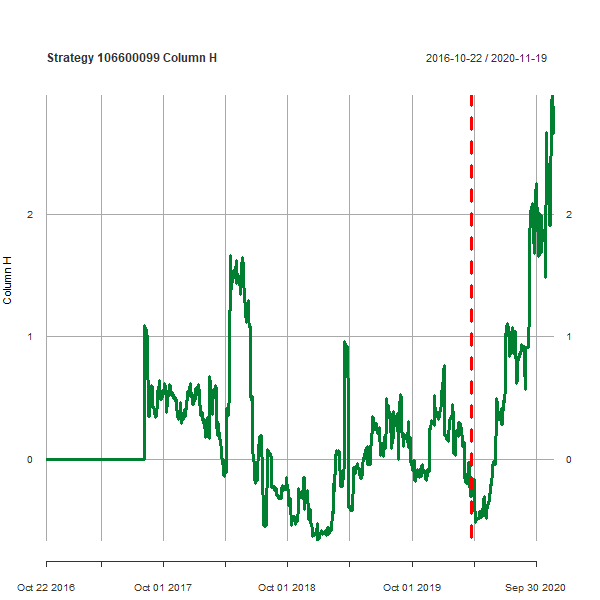 Strategy 106600099 Column H
2016-10-22 / 2020-11-19
2
2
1
1
0
0
Column H
Oct 22 2016
Oct 01 2017
Oct 01 2018
Oct 01 2019
Sep 30 2020